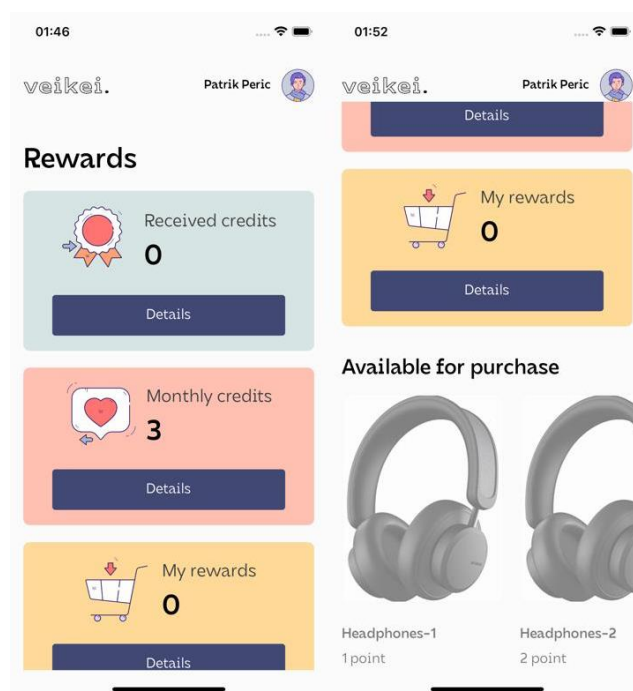 01:46
veikei.
Patrik Peric
Rewards
Received credits
0
Details
Monthly credits
3
Details
My rewards
0
Details
01:52
veikei.
Patrik Peric
Details
My rewards
0
Details
Available for purchase
Headphones-1
1 point
Headphones-2
2 point